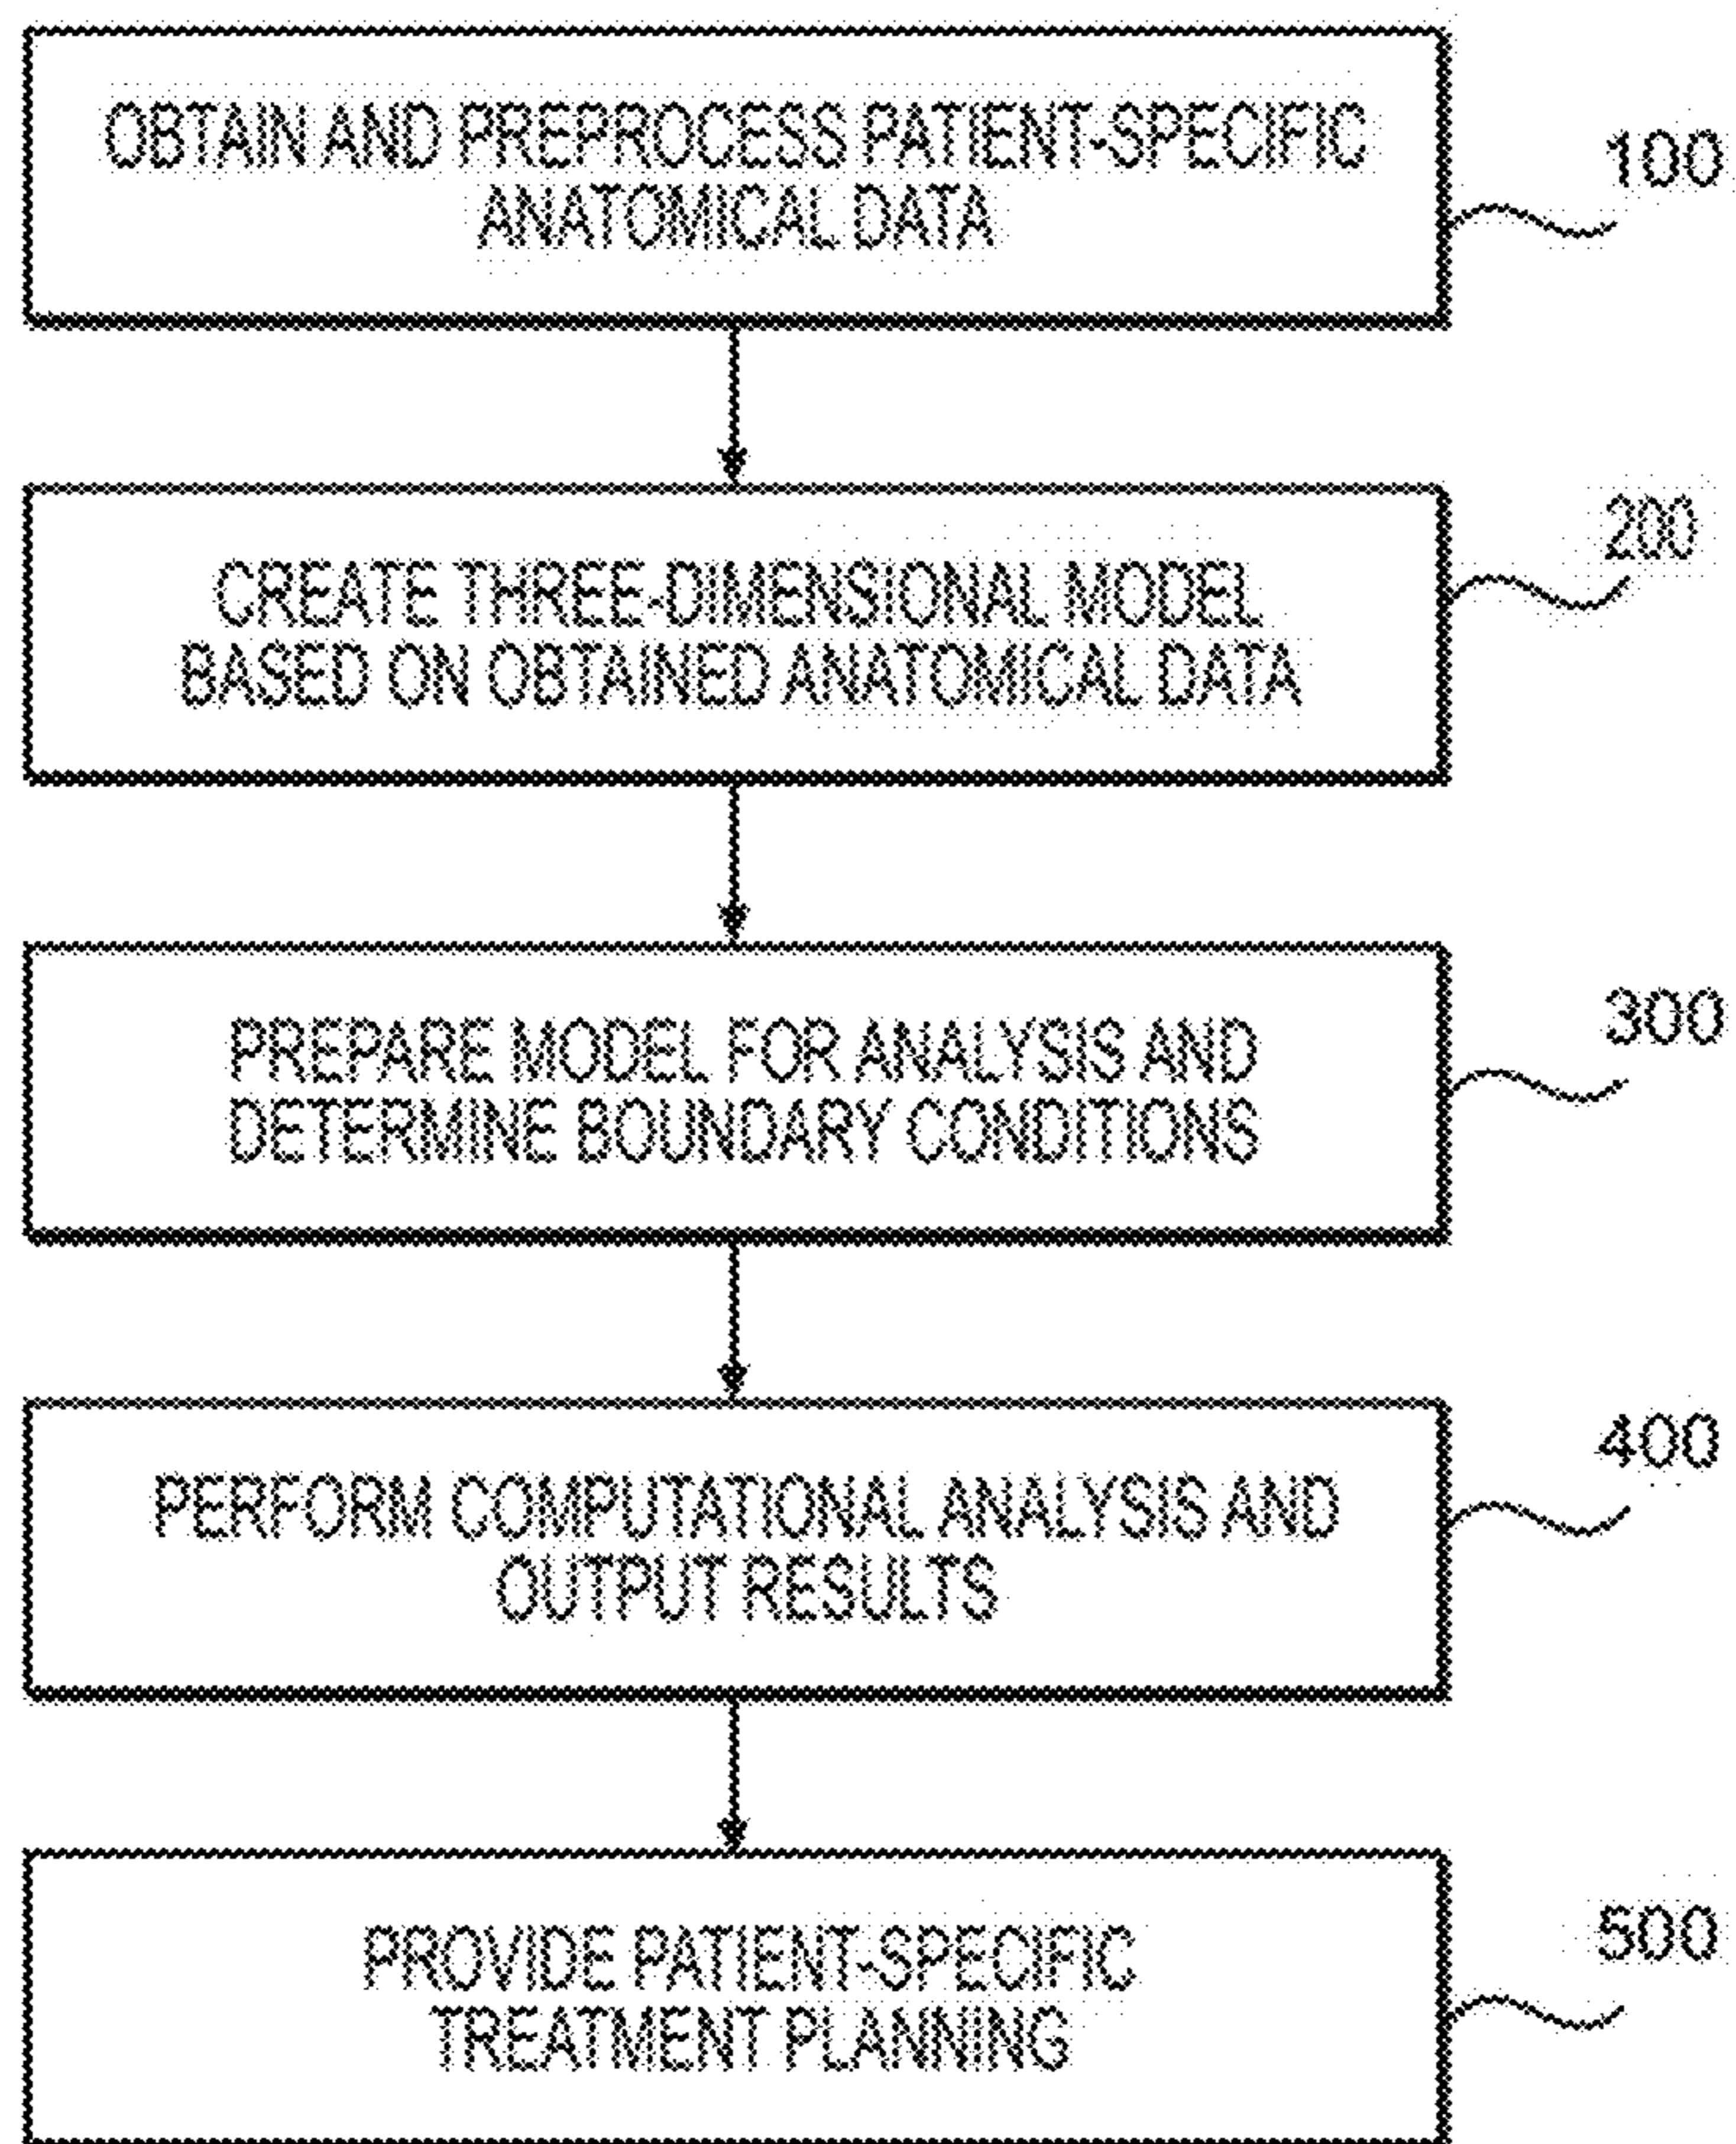 OBTAIN AND PREPROCESS PATIENT-SPECIFIC
ANATOMICAL DATA
100
CREATE THREE-DIMENSIONAL MODEL
BASED ON OBTAINED ANATOMICAL DATA
200
PREPARE MODEL FOR ANALYSIS AND
DETERMINE BOUNDARY CONDITIONS
300
PERFORM COMPUTATIONAL ANALYSIS AND
OUTPUT RESULTS
400
PROVIDE PATIENT-SPECIFIC
TREATMENT PLANNING
500